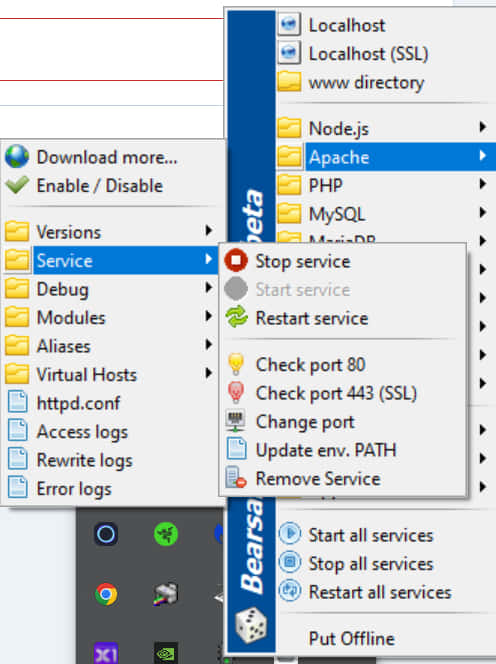 Localhost
Localhost (SSL)
www directory
Node.js
Apache
PHP
MySQL
MariaDB
Start all services
Stop all services
Restart all services
Put Offline
Bearsa
beta
Download more...
Enable / Disable
Versions
Service
Debug
Modules
Aliases
Virtual Hosts
httpd.conf
Access logs
Rewrite logs
Error logs
Stop service
Start service
Restart service
Check port 80
Check port 443 (SSL)
Change port
Update env. PATH
Remove Service
X1